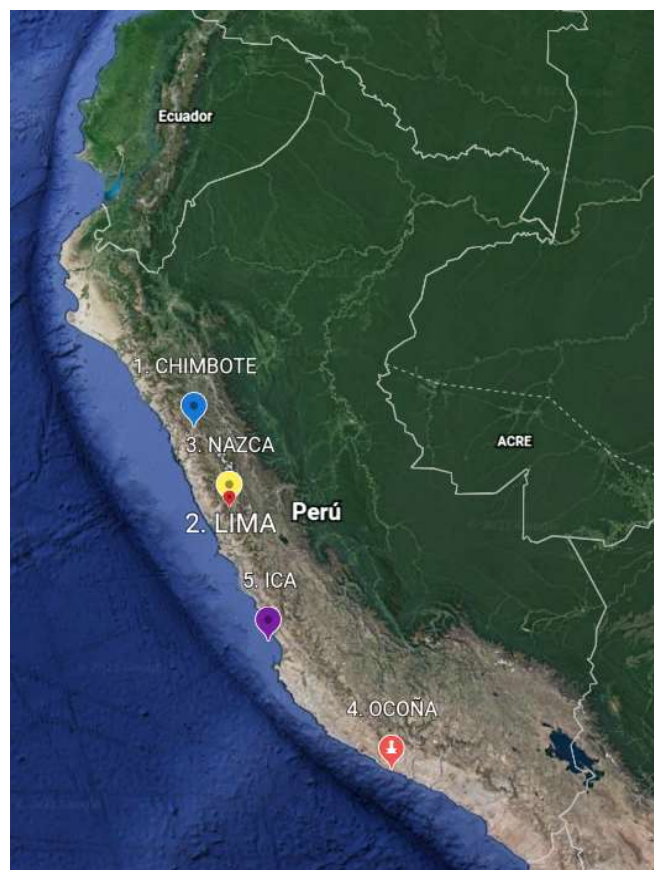 Ecuador
1. CHIMBOTE
3. NAZCA
ACRE
2. LIMA
Perú
5. ICA
4. OCOÑA